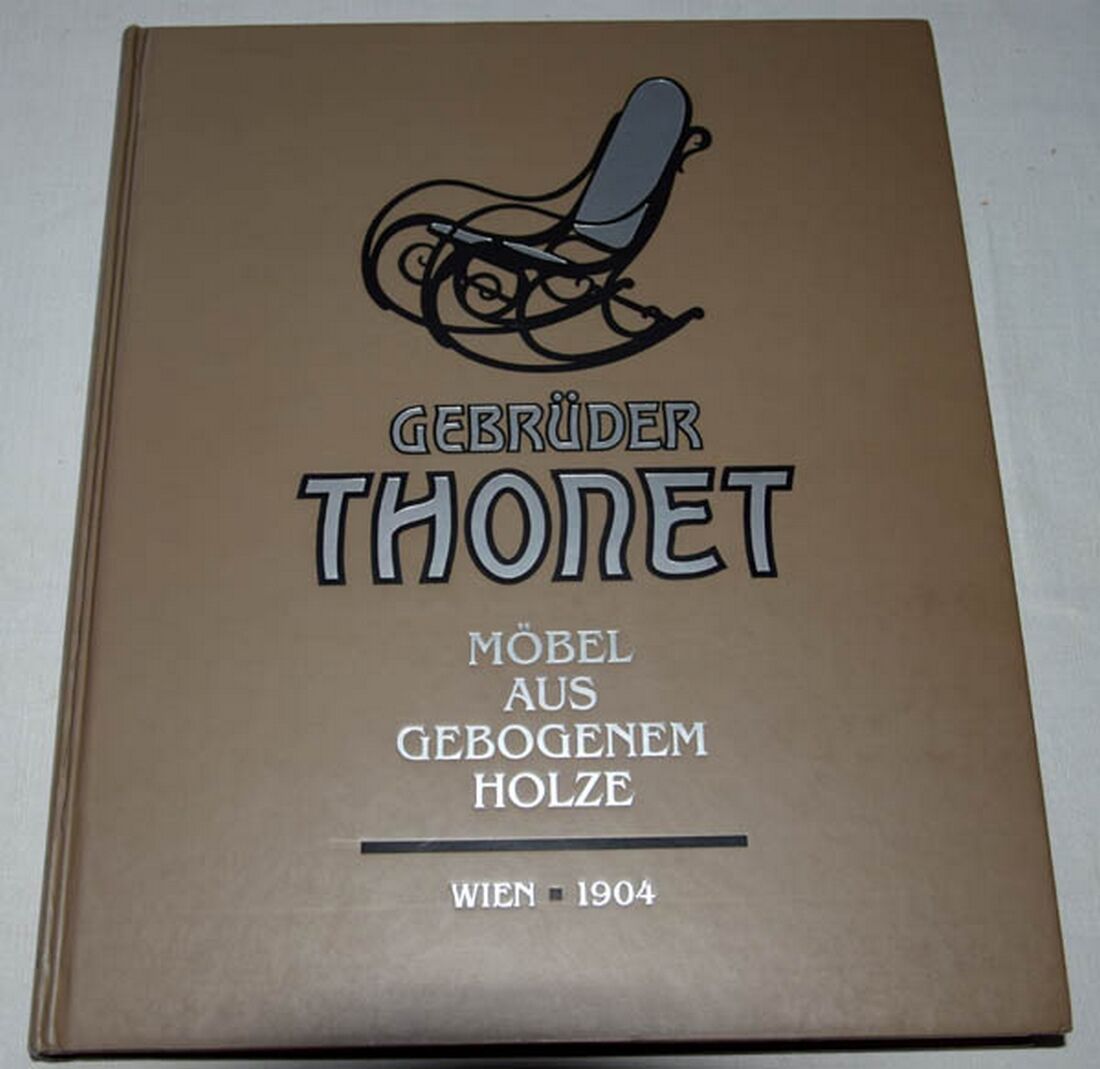 GEBRÜDER
THONET
MÖBEL
AUS
GEBOGENEM
HOLZE
WIEN ▪ 1904